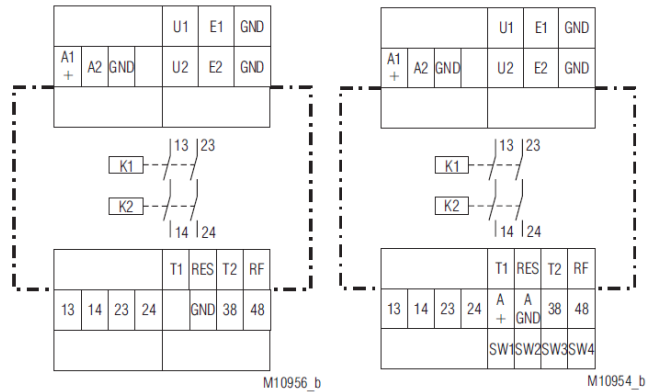 U1 E1 GND
A1 + A2 GND U2 E2 GND
13 23
K1
K2
14 24
T1 RES T2 RF
13 14 23 24 GND 38 48
M10956_b
U1 E1 GND
A1 + A2 GND U2 E2 GND
13 23
K1
K2
14 24
T1 RES T2 RF
13 14 23 24 A + A GND 38 48
SW1 SW2 SW3 SW4
M10954_b